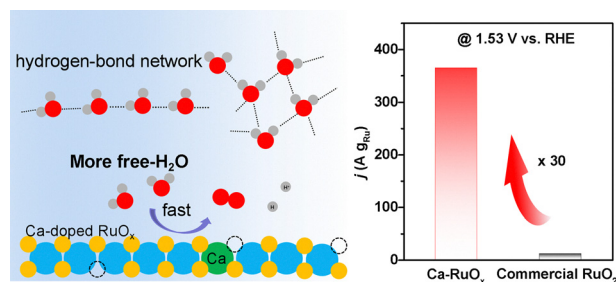 hydrogen-bond network
More free-H₂O
fast
H⁺
H
Ca-doped RuOₓ
Ca
@ 1.53 V vs. RHE
x 30
j (A g_Ru)
400
300
200
100
0
Ca-RuOₓ
Commercial RuO₂